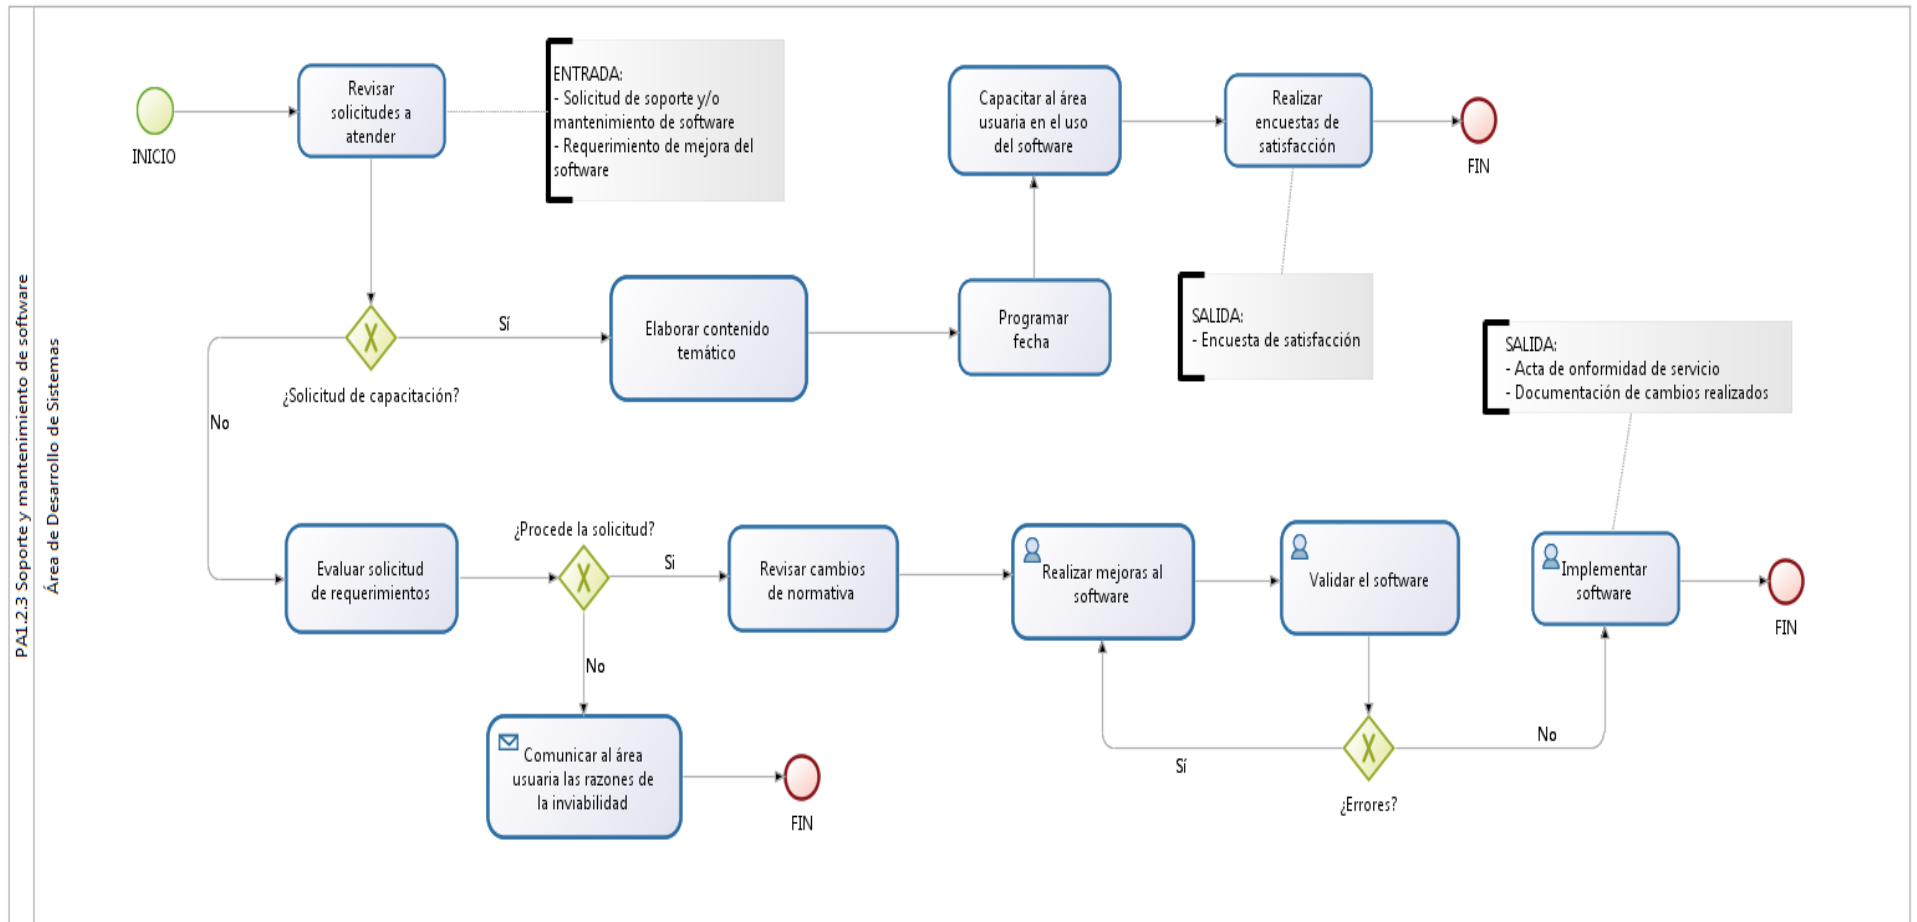 PA1.2.3 Soporte y mantenimiento de software
Área de Desarrollo de Sistemas
INICIO
Revisar
solicitudes a
atender
ENTRADA:
- Solicitud de soporte y/o
mantenimiento de software
- Requerimiento de mejora del
software
Capacitar al área
usuaria en el uso
del software
Realizar
encuestas de
satisfacción
FIN
¿Solicitud de capacitación?
Sí
No
Elaborar contenido
temático
Programar
fecha
SALIDA:
- Encuesta de satisfacción
SALIDA:
- Acta de onformidad de servicio
- Documentación de cambios realizados
Evaluar solicitud
de requerimientos
¿Procede la solicitud?
Si
No
Revisar cambios
de normativa
Realizar mejoras al
software
Validar el software
Implementar
software
FIN
Comunicar al área
usuaria las razones de
la inviabilidad
FIN
Sí
No
¿Errores?